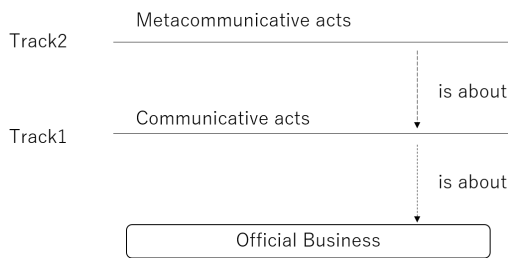 Metacommunicative acts
Track2
is about
Communicative acts
Track1
is about
Official Business